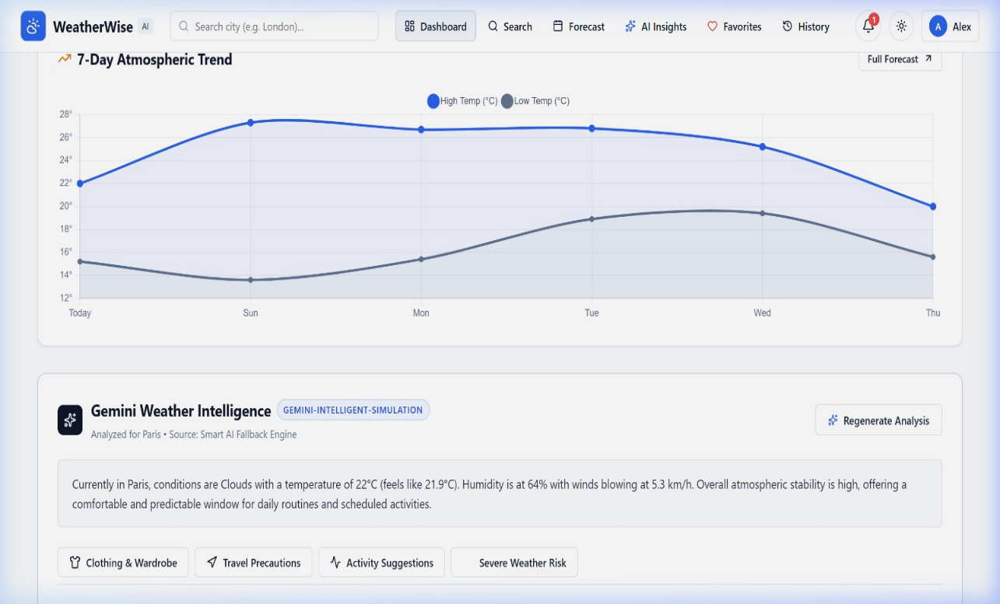 WeatherWise AI
Search city (e.g. London)...
Dashboard
Search
Forecast
AI Insights
Favorites
History
1
A Alex
7-Day Atmospheric Trend
Full Forecast
High Temp (°C) Low Temp (°C)
28°
26°
24°
22°
20°
18°
16°
14°
12°
Today Sun Mon Tue Wed Thu
Gemini Weather Intelligence GEMINI-INTELLIGENT-SIMULATION
Analyzed for Paris • Source: Smart AI Fallback Engine
Regenerate Analysis
Currently in Paris, conditions are Clouds with a temperature of 22°C (feels like 21.9°C). Humidity is at 64% with winds blowing at 5.3 km/h. Overall atmospheric stability is high, offering a
comfortable and predictable window for daily routines and scheduled activities.
Clothing & Wardrobe
Travel Precautions
Activity Suggestions
Severe Weather Risk